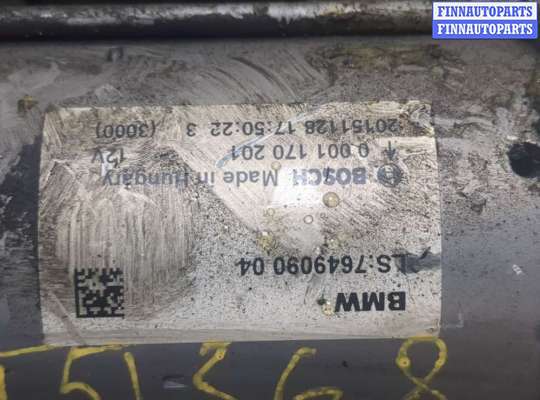 FINNAUTOPARTS
FINNAUTOPARTS
BMW
LS:7649090 04
BOSCH Made in Hungary
0 001 170 201 12V
20151128 17:50:22 3 (3000)